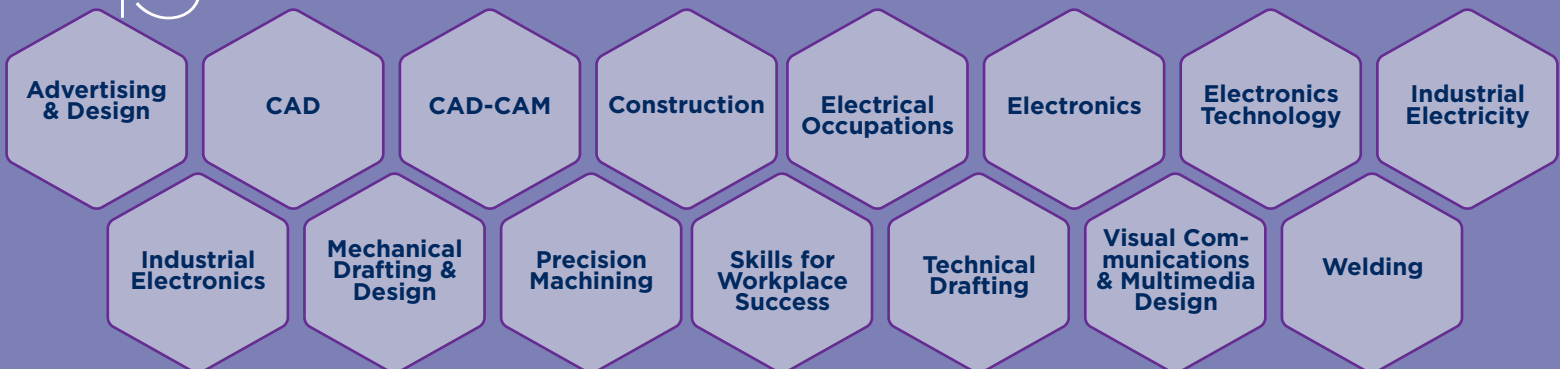 Advertising
& Design
CAD
CAD-CAM
Construction
Electrical
Occupations
Electronics
Electronics
Technology
Industrial
Electricity
Industrial
Electronics
Mechanical
Drafting &
Design
Precision
Machining
Skills for
Workplace
Success
Technical
Drafting
Visual Com-
munications
& Multimedia
Design
Welding